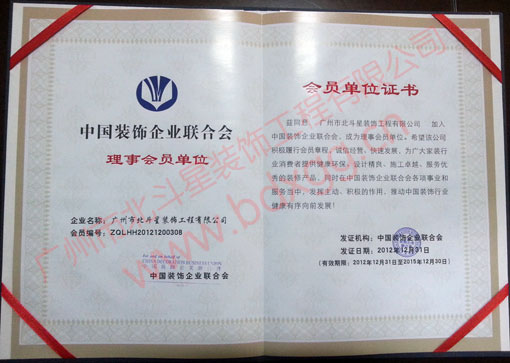 中国装饰企业联合会
理事会员单位
企业名称：广州市北斗星装饰工程有限公司
会员编号：ZQLHH20121200308
中国装饰企业联合会
会员单位证书
兹同意：广州市北斗星装饰工程有限公司 加入
中国装饰企业联合会，成为理事会员单位。希望该公司
积极履行会员章程，诚信经营、快速发展，为广大家装行
业消费者提供健康环保、设计精良、施工卓越、服务优
秀的装修产品，同时在中国装饰企业联合会各项事业和
服务当中，发挥主动、积极的作用，推动中国装饰行业
健康有序向前发展！
发证机构：中国装饰企业联合会
发证日期：2012年12月31日
（有效期限：2012年12月31日至2015年12月30日）
广州市北斗星装饰工程有限公司